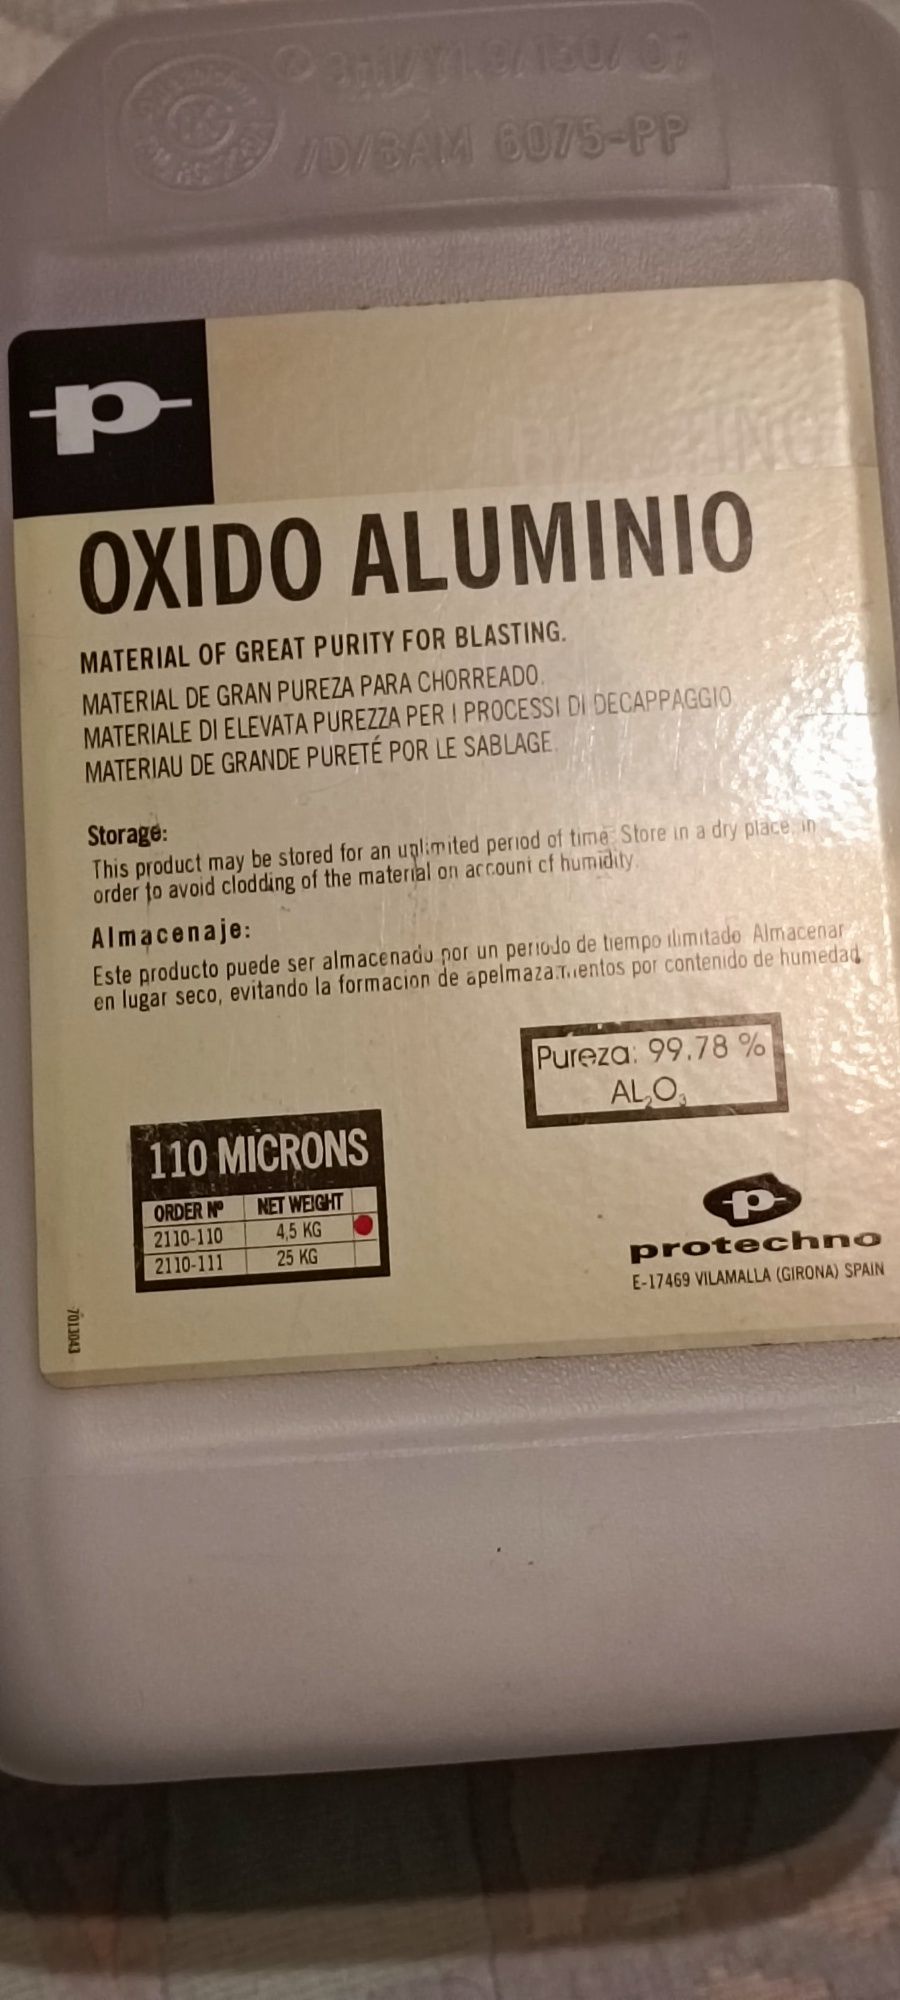 /D/BAM 6075-PP
p
OXIDO ALUMINIO
MATERIAL OF GREAT PURITY FOR BLASTING.
MATERIAL DE GRAN PUREZA PARA CHORREADO.
MATERIALE DI ELEVATA PUREZZA PER I PROCESSI DI DECAPPAGGIO
MATERIAU DE GRANDE PURETÉ POR LE SABLAGE.
Storage:
This product may be stored for an unlimited period of time. Store in a dry place, in
order to avoid clodding of the material on account of humidity.
Almacenaje:
Este producto puede ser almacenado por un periodo de tiempo ilimitado. Almacenar
en lugar seco, evitando la formacion de apelmazamientos por contenido de humedad.
Pureza: 99,78 %
AL₂O₃
110 MICRONS
ORDER Nº NET WEIGHT
2110-110 4,5 KG
2110-111 25 KG
p
protechno
E-17469 VILAMALLA (GIRONA) SPAIN
7013043